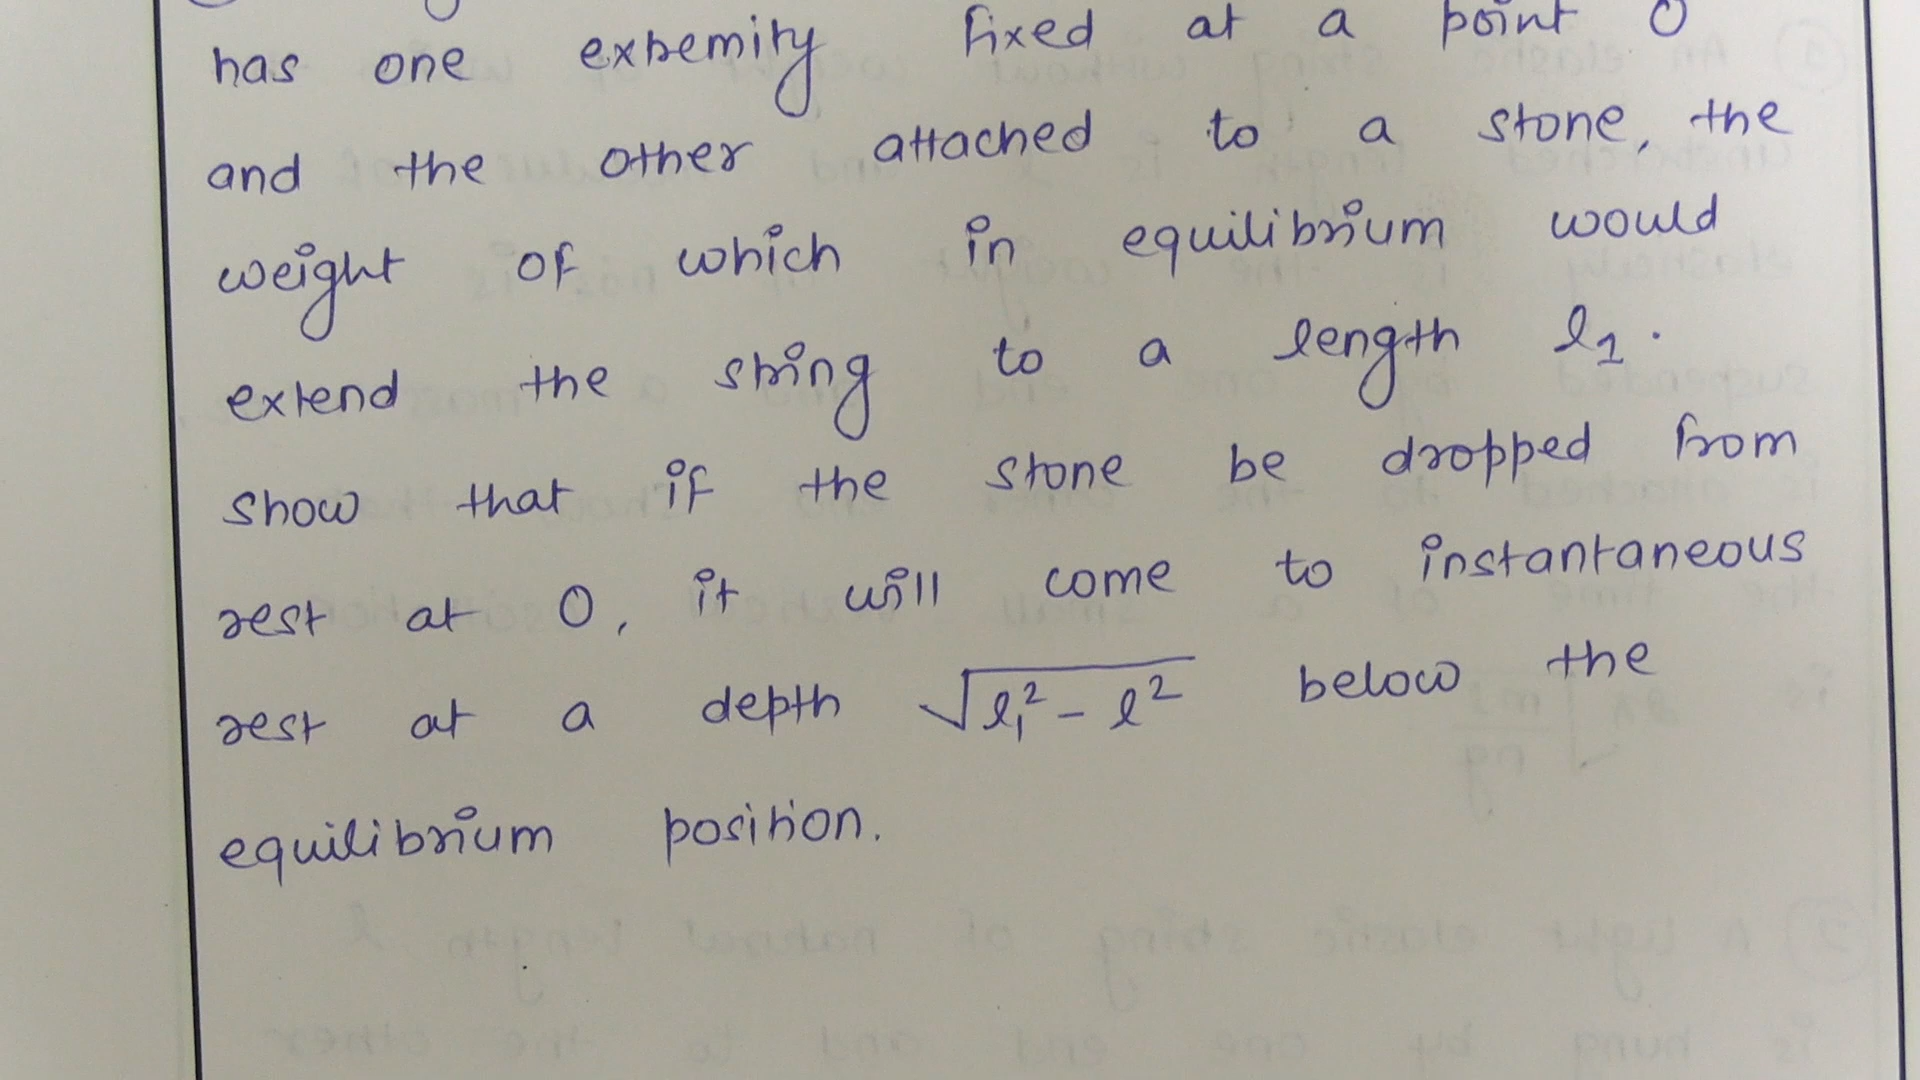 has one extremity fixed at a point O
and the other attached to a stone, the
weight of which in equilibrium would
extend the string to a length l₁.
show that if the stone be dropped from
rest at O, it will come to instantaneous
rest at a depth √(l₁² - l²) below the
equilibrium position.